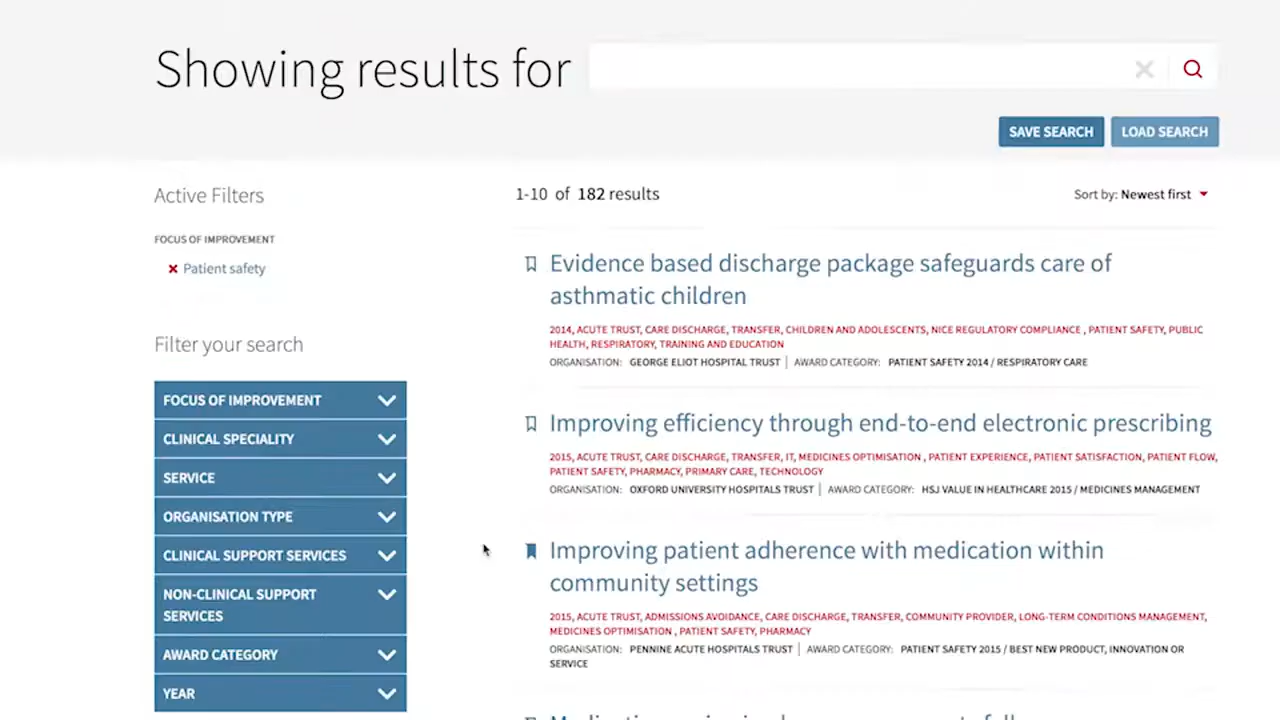 Showing results for
SAVE SEARCH
LOAD SEARCH
Active Filters
FOCUS OF IMPROVEMENT
Patient safety
Filter your search
FOCUS OF IMPROVEMENT
CLINICAL SPECIALITY
SERVICE
ORGANISATION TYPE
CLINICAL SUPPORT SERVICES
NON-CLINICAL SUPPORT
SERVICES
AWARD CATEGORY
YEAR
1-10 of 182 results
Sort by: Newest first
Evidence based discharge package safeguards care of
asthmatic children
2014, ACUTE TRUST, CARE DISCHARGE, TRANSFER, CHILDREN AND ADOLESCENTS, NICE REGULATORY COMPLIANCE , PATIENT SAFETY, PUBLIC
HEALTH, RESPIRATORY, TRAINING AND EDUCATION
ORGANISATION: GEORGE ELIOT HOSPITAL TRUST | AWARD CATEGORY: PATIENT SAFETY 2014 / RESPIRATORY CARE
Improving efficiency through end-to-end electronic prescribing
2015, ACUTE TRUST, CARE DISCHARGE, TRANSFER, IT, MEDICINES OPTIMISATION , PATIENT EXPERIENCE, PATIENT SATISFACTION, PATIENT FLOW,
PATIENT SAFETY, PHARMACY, PRIMARY CARE, TECHNOLOGY
ORGANISATION: OXFORD UNIVERSITY HOSPITALS TRUST | AWARD CATEGORY: HSJ VALUE IN HEALTHCARE 2015 / MEDICINES MANAGEMENT
Improving patient adherence with medication within
community settings
2015, ACUTE TRUST, ADMISSIONS AVOIDANCE, CARE DISCHARGE, TRANSFER, COMMUNITY PROVIDER, LONG-TERM CONDITIONS MANAGEMENT,
MEDICINES OPTIMISATION , PATIENT SAFETY, PHARMACY
ORGANISATION: PENNINE ACUTE HOSPITALS TRUST | AWARD CATEGORY: PATIENT SAFETY 2015 / BEST NEW PRODUCT, INNOVATION OR
SERVICE